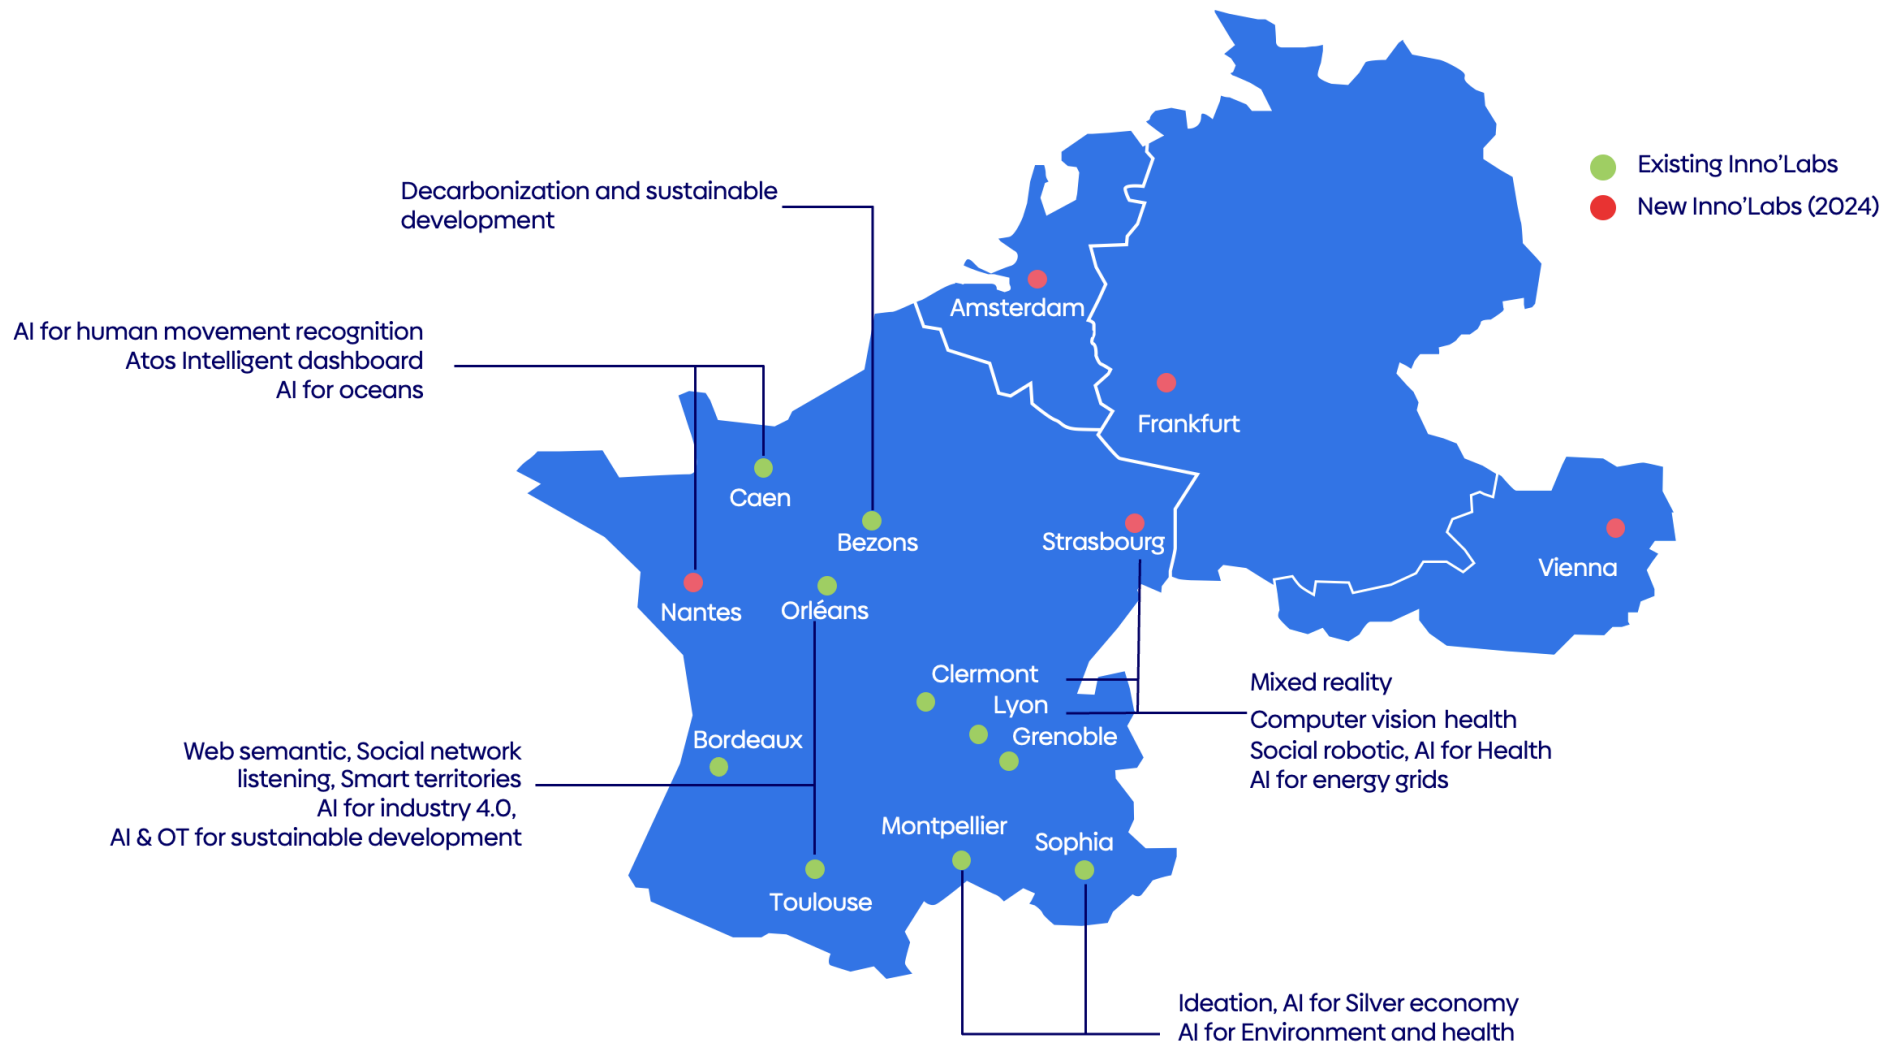 Existing Inno'Labs
New Inno'Labs (2024)
Decarbonization and sustainable
development
AI for human movement recognition
Atos Intelligent dashboard
AI for oceans
Amsterdam
Frankfurt
Caen
Bezons
Strasbourg
Vienna
Nantes
Orléans
Clermont
Lyon
Grenoble
Bordeaux
Mixed reality
Computer vision health
Social robotic, AI for Health
AI for energy grids
Web semantic, Social network
listening, Smart territories
AI for industry 4.0,
AI & OT for sustainable development
Montpellier
Sophia
Toulouse
Ideation, AI for Silver economy
AI for Environment and health